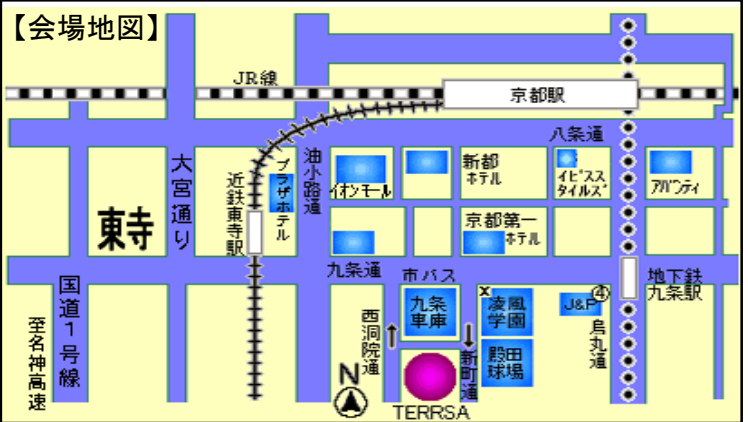 【会場地図】
JR線
京都駅
八条通
大宮通り
近鉄東寺駅
プラザホテル
油小路通
イオンモール
新都
ホテル
イビスス
タイルズ
アバンティ
東寺
京都第一
ホテル
九条通
市バス
地下鉄
九条駅
国道1号線
至名神高速
西洞院通
九条
車庫
×
凌風
学園
J&P
④
烏丸通
殿田
球場
新町通
N
TERRSA